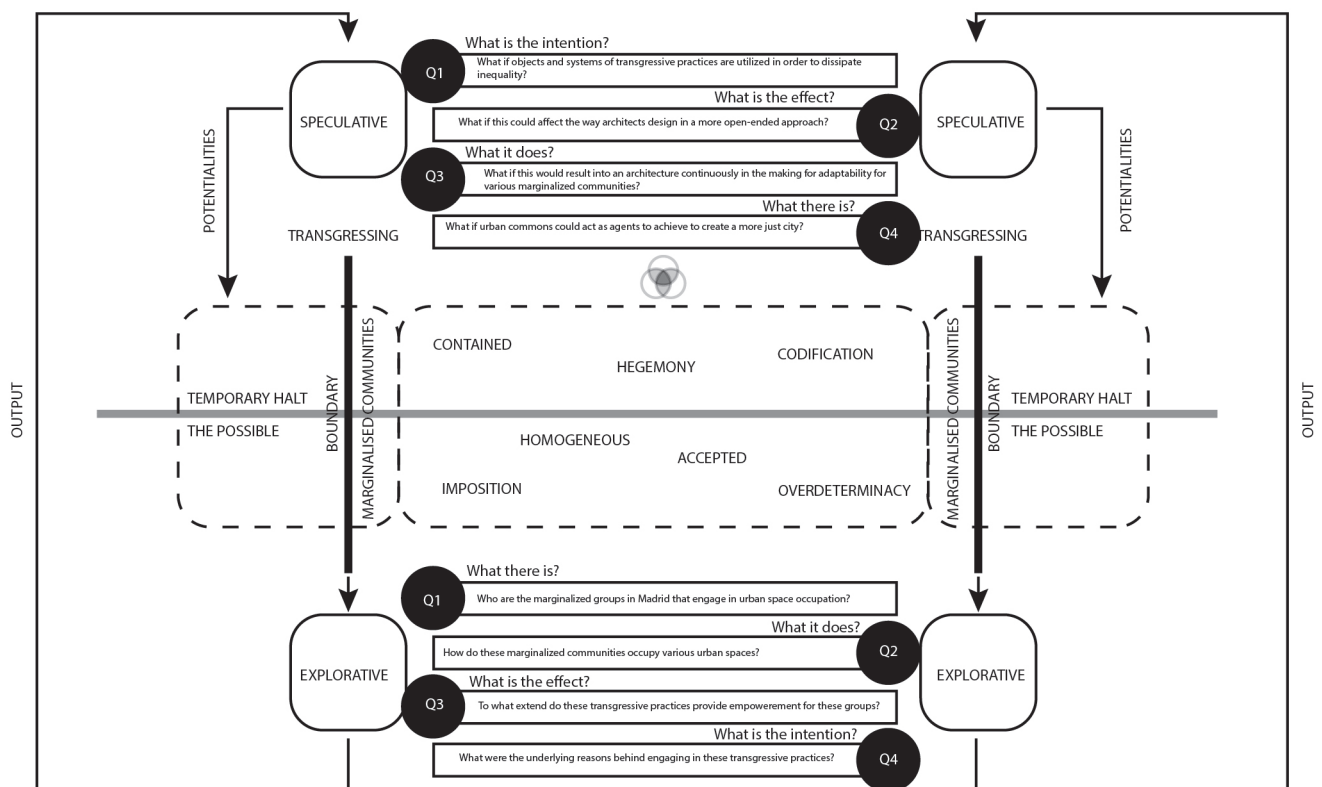 What is the intention?
Q1
What if objects and systems of transgressive practices are utilized in order to dissipate
inequality?
What is the effect?
SPECULATIVE
What if this could affect the way architects design in a more open-ended approach?
Q2
SPECULATIVE
POTENTIALITIES
POTENTIALITIES
What it does?
Q3
What if this would result into an architecture continuously in the making for adaptability for
various marginalized communities?
What there is?
What if urban commons could act as agents to achieve to create a more just city?
Q4
TRANSGRESSING
TRANSGRESSING
OUTPUT
TEMPORARY HALT
THE POSSIBLE
BOUNDARY
MARGINALISED COMMUNITIES
CONTAINED
HEGEMONY
CODIFICATION
HOMOGENEOUS
ACCEPTED
IMPOSITION
OVERDETERMINACY
MARGINALISED COMMUNITIES
BOUNDARY
TEMPORARY HALT
THE POSSIBLE
OUTPUT
What there is?
Q1
Who are the marginalized groups in Madrid that engage in urban space occupation?
What it does?
How do these marginalized communities occupy various urban spaces?
Q2
EXPLORATIVE
EXPLORATIVE
What is the effect?
Q3
To what extend do these transgressive practices provide empowerement for these groups?
What is the intention?
What were the underlying reasons behind engaging in these transgressive practices?
Q4